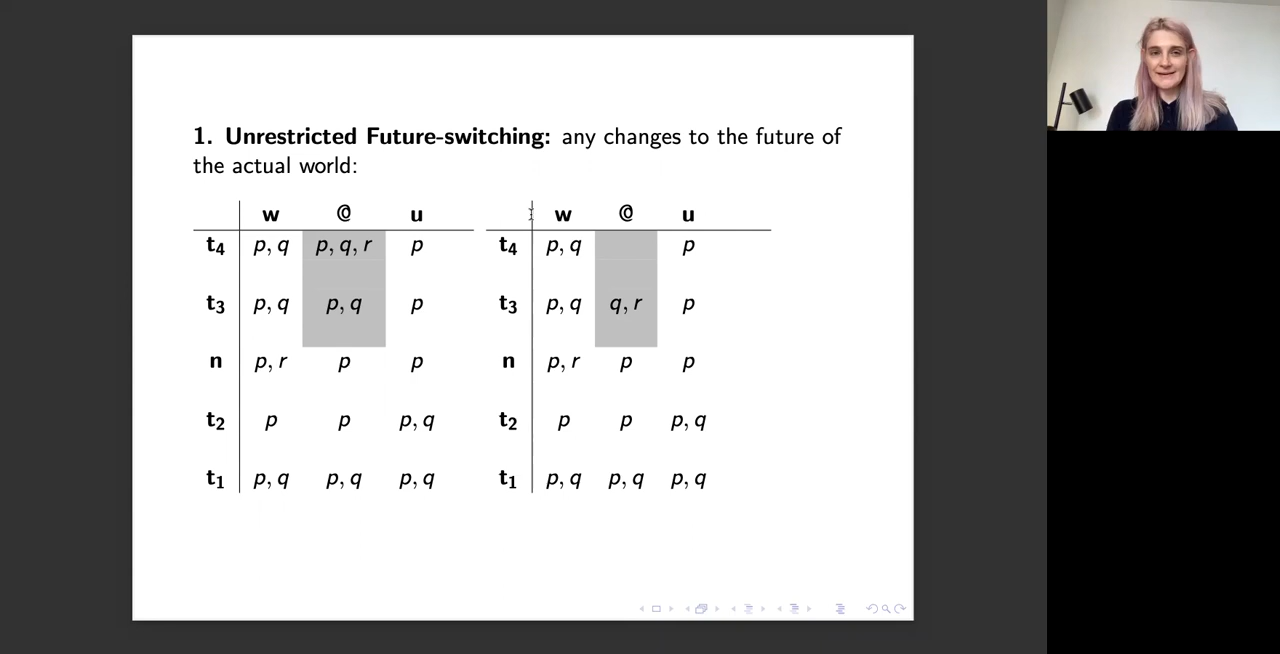 1. Unrestricted Future-switching: any changes to the future of
the actual world:
w @ u w @ u
t4 p, q p, q, r p t4 p, q p
t3 p, q p, q p t3 p, q q, r p
n p, r p p n p, r p p
t2 p p p, q t2 p p p, q
t1 p, q p, q p, q t1 p, q p, q p, q